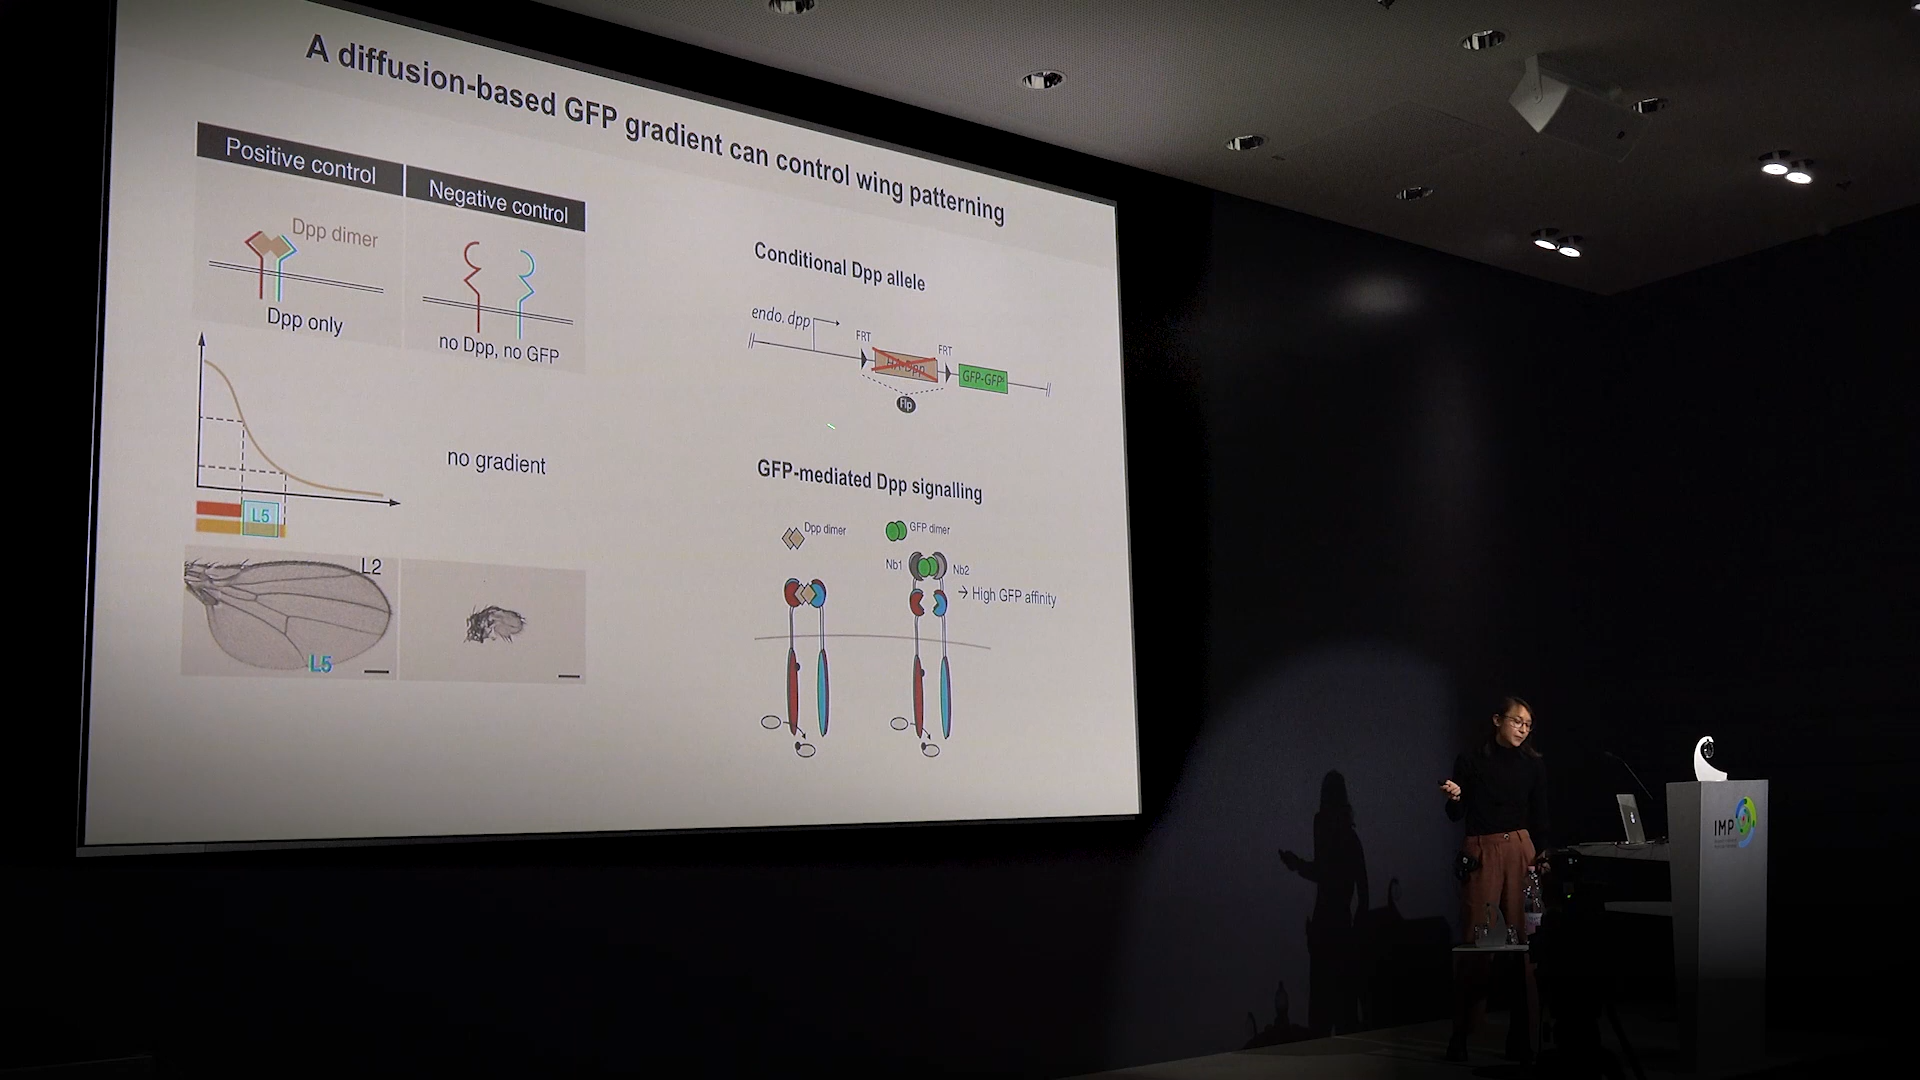 A diffusion-based GFP gradient can control wing patterning
Positive control
Negative control
Dpp dimer
Dpp only
no Dpp, no GFP
no gradient
L5
L2
L5
Conditional Dpp allele
endo. dpp
FRT
HA-Dpp
FRT
GFP-GFP
Flp
GFP-mediated Dpp signalling
Dpp dimer
GFP dimer
Nb1
Nb2
→ High GFP affinity
IMP